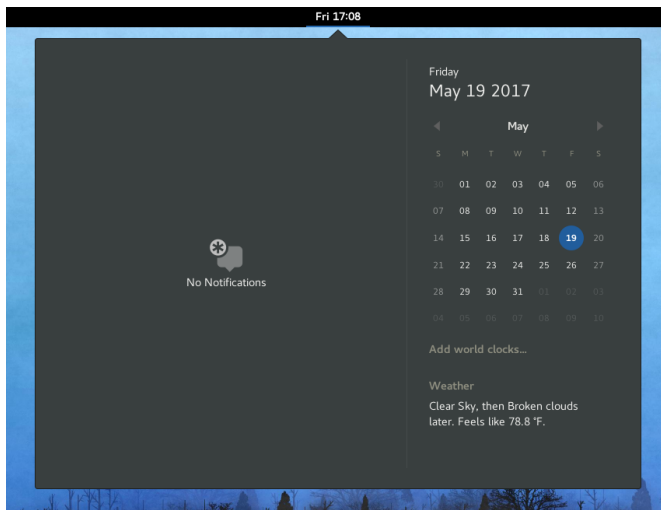 Fri 17:08
No Notifications
Friday
May 19 2017
May
S M T W T F S
30 01 02 03 04 05 06
07 08 09 10 11 12 13
14 15 16 17 18 19 20
21 22 23 24 25 26 27
28 29 30 31 01 02 03
04 05 06 07 08 09 10
Add world clocks...
Weather
Clear Sky, then Broken clouds
later. Feels like 78.8 °F.